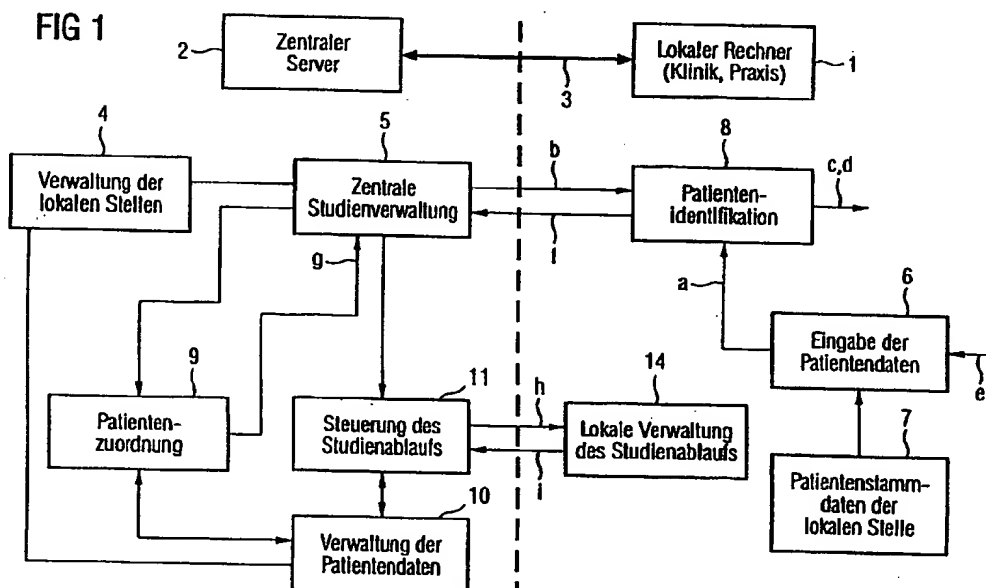 FIG 1
2
Zentraler
Server
3
Lokaler Rechner
(Klinik, Praxis)
1
4
Verwaltung der
lokalen Stellen
5
Zentrale
Studienverwaltung
b
f
8
Patienten-
identifikation
c,d
g
a
6
Eingabe der
Patientendaten
e
9
Patienten-
zuordnung
11
Steuerung des
Studienablaufs
h
i
14
Lokale Verwaltung
des Studienablaufs
7
Patientenstamm-
daten der
lokalen Stelle
10
Verwaltung der
Patientendaten